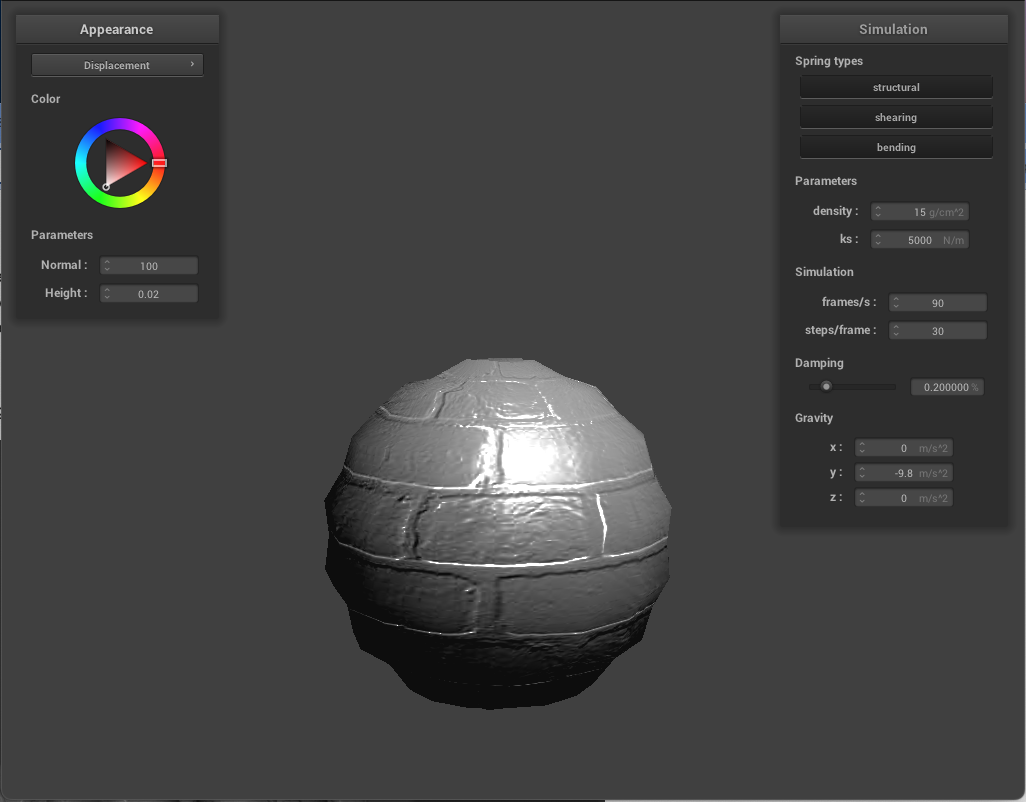 Appearance
Displacement
Color
Parameters
Normal : 100
Height : 0.02
Simulation
Spring types
structural
shearing
bending
Parameters
density : 15 g/cm^2
ks : 5000 N/m
Simulation
frames/s : 90
steps/frame : 30
Damping
0.200000 %
Gravity
x : 0 m/s^2
y : -9.8 m/s^2
z : 0 m/s^2